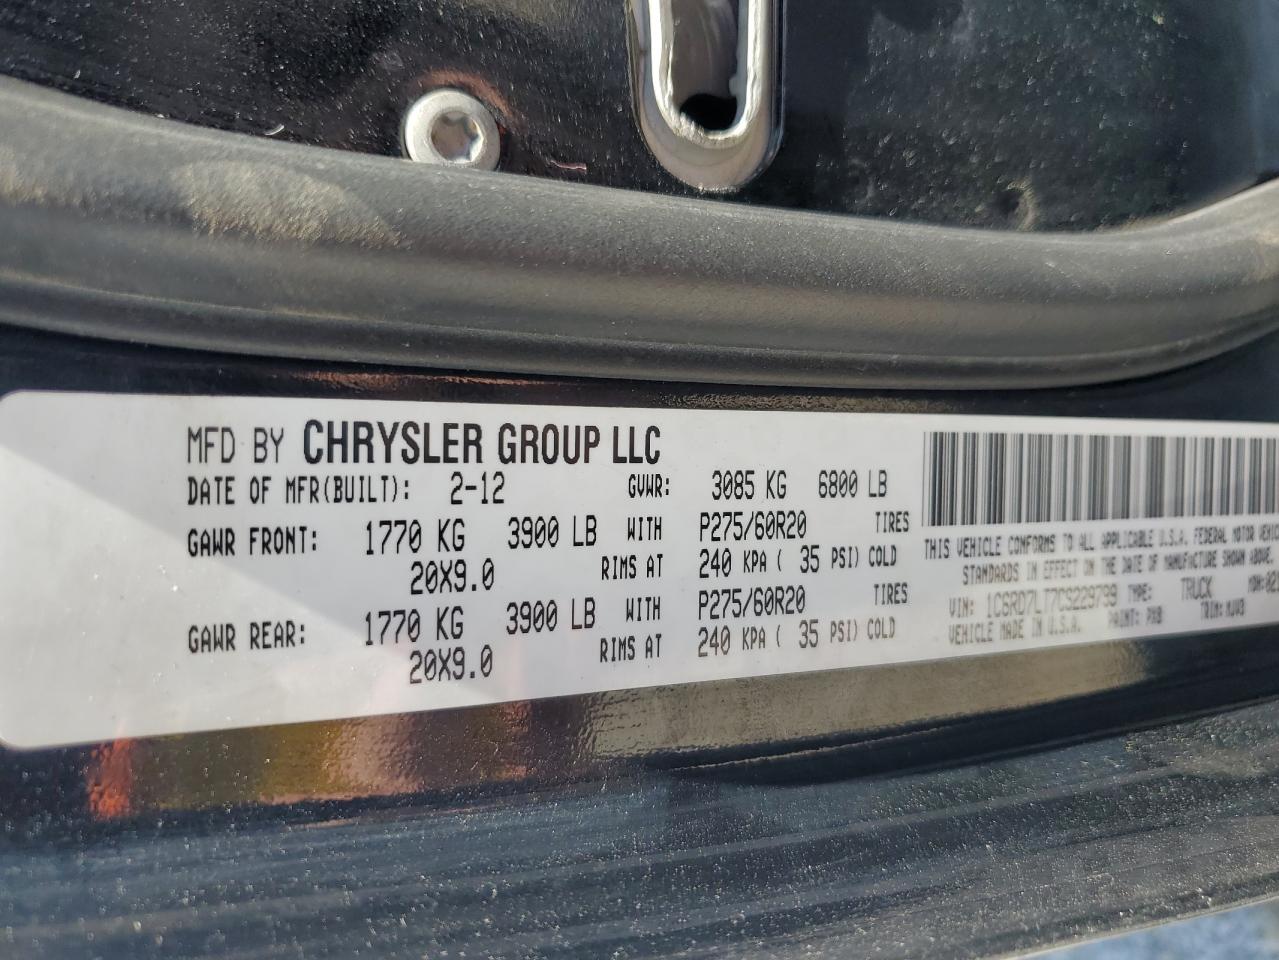 MFD BY CHRYSLER GROUP LLC
DATE OF MFR(BUILT): 2-12 GVWR: 3085 KG 6800 LB
GAWR FRONT: 1770 KG 3900 LB WITH P275/60R20 TIRES
20X9.0 RIMS AT 240 KPA ( 35 PSI) COLD
GAWR REAR: 1770 KG 3900 LB WITH P275/60R20 TIRES
20X9.0 RIMS AT 240 KPA ( 35 PSI) COLD
THIS VEHICLE CONFORMS TO ALL APPLICABLE U.S.A. FEDERAL MOTOR
STANDARDS IN EFFECT ON THE DATE OF MANUFACTURE SHOWN ABOVE.
VIN: 1C6RD7LT7CS229799 TYPE: TRUCK
VEHICLE MADE IN U.S.A. PAINT: TRIM: